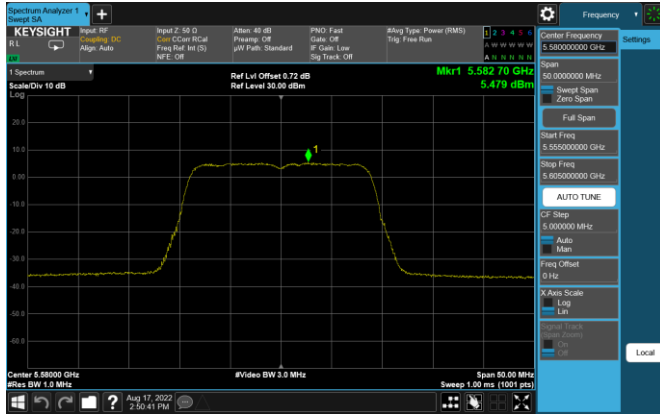 Spectrum Analyzer 1
Swept SA
+
Frequency
KEYSIGHT
RL
Input: RF
Coupling: DC
Align: Auto
Input Z: 50 Ω
Corr CCorr RCal
Freq Ref: Int (S)
NFE: Off
Atten: 40 dB
Preamp: Off
µW Path: Standard
PNO: Fast
Gate: Off
IF Gain: Low
Sig Track: Off
#Avg Type: Power (RMS)
Trig: Free Run
1 2 3 4 5 6
A W W W W W
A N N N N N
1 Spectrum
Scale/Div 10 dB
Log
Ref Lvl Offset 0.72 dB
Ref Level 30.00 dBm
Mkr1 5.582 70 GHz
5.479 dBm
1
20.0
10.0
0.00
-10.0
-20.0
-30.0
-40.0
-50.0
-60.0
Center 5.58000 GHz
#Res BW 1.0 MHz
#Video BW 3.0 MHz
Span 50.00 MHz
Sweep 1.00 ms (1001 pts)
Aug 17, 2022
2:50:41 PM
?
Center Frequency
5.580000000 GHz
Settings
Span
50.0000000 MHz
Swept Span
Zero Span
Full Span
Start Freq
5.555000000 GHz
Stop Freq
5.605000000 GHz
AUTO TUNE
CF Step
5.000000 MHz
Auto
Man
Freq Offset
0 Hz
X Axis Scale
Log
Lin
Signal Track
(Span Zoom)
On
Off
Local